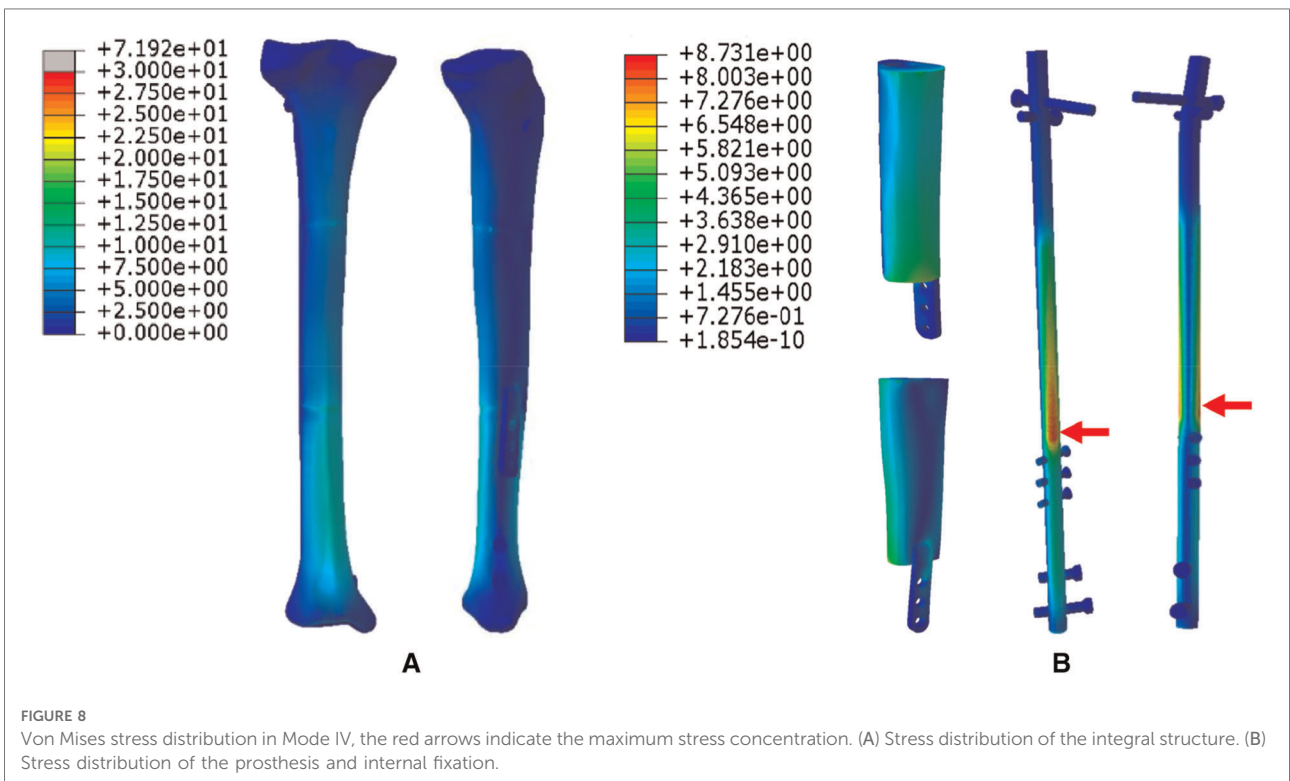 +7.192e+01
+3.000e+01
+2.750e+01
+2.500e+01
+2.250e+01
+2.000e+01
+1.750e+01
+1.500e+01
+1.250e+01
+1.000e+01
+7.500e+00
+5.000e+00
+2.500e+00
+0.000e+00
+8.731e+00
+8.003e+00
+7.276e+00
+6.548e+00
+5.821e+00
+5.093e+00
+4.365e+00
+3.638e+00
+2.910e+00
+2.183e+00
+1.455e+00
+7.276e-01
+1.854e-10
A
B
FIGURE 8
Von Mises stress distribution in Mode IV, the red arrows indicate the maximum stress concentration. (A) Stress distribution of the integral structure. (B)
Stress distribution of the prosthesis and internal fixation.